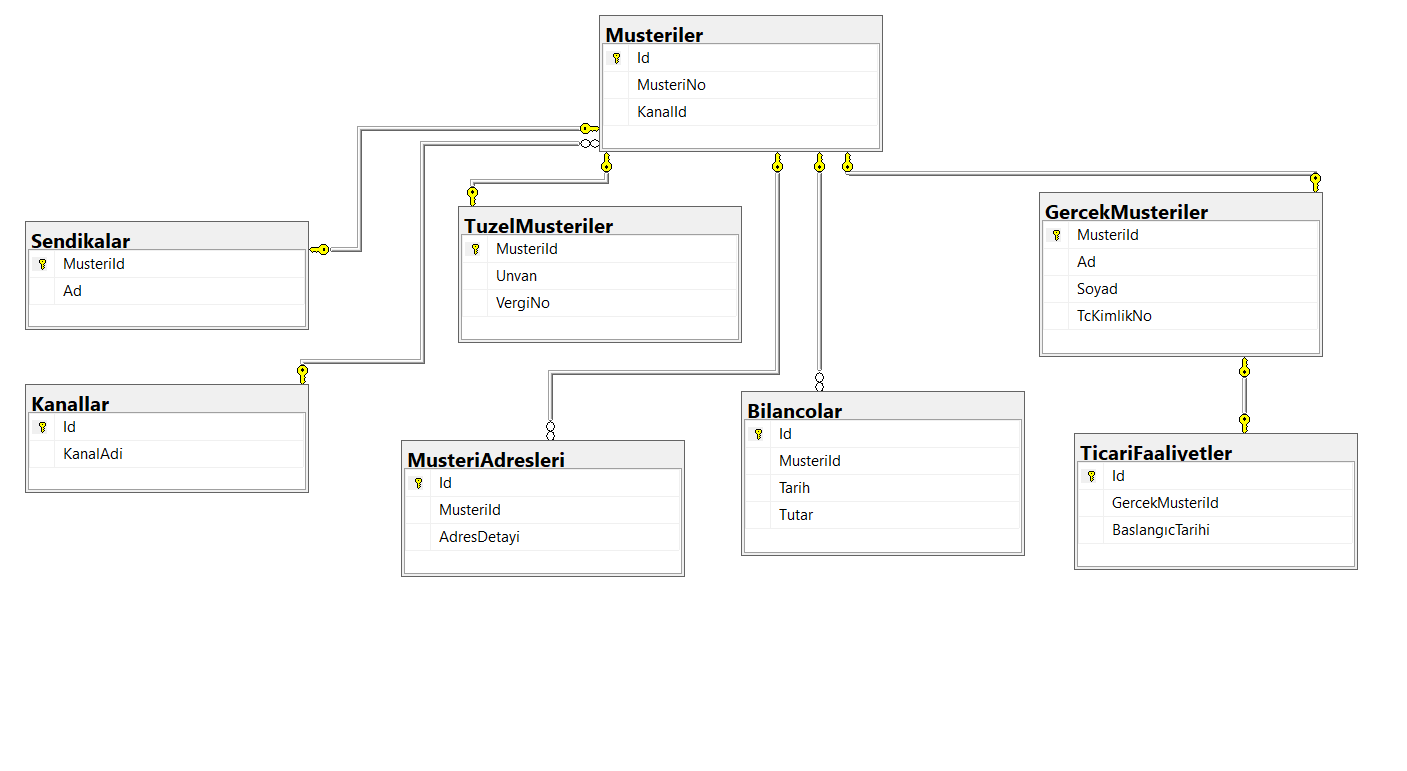 Musteriler
Id
MusteriNo
KanalId
Sendikalar
MusteriId
Ad
TuzelMusteriler
MusteriId
Unvan
VergiNo
GercekMusteriler
MusteriId
Ad
Soyad
TcKimlikNo
Kanallar
Id
KanalAdi
MusteriAdresleri
Id
MusteriId
AdresDetayi
Bilancolar
Id
MusteriId
Tarih
Tutar
TicariFaaliyetler
Id
GercekMusteriId
BaslangıcTarihi